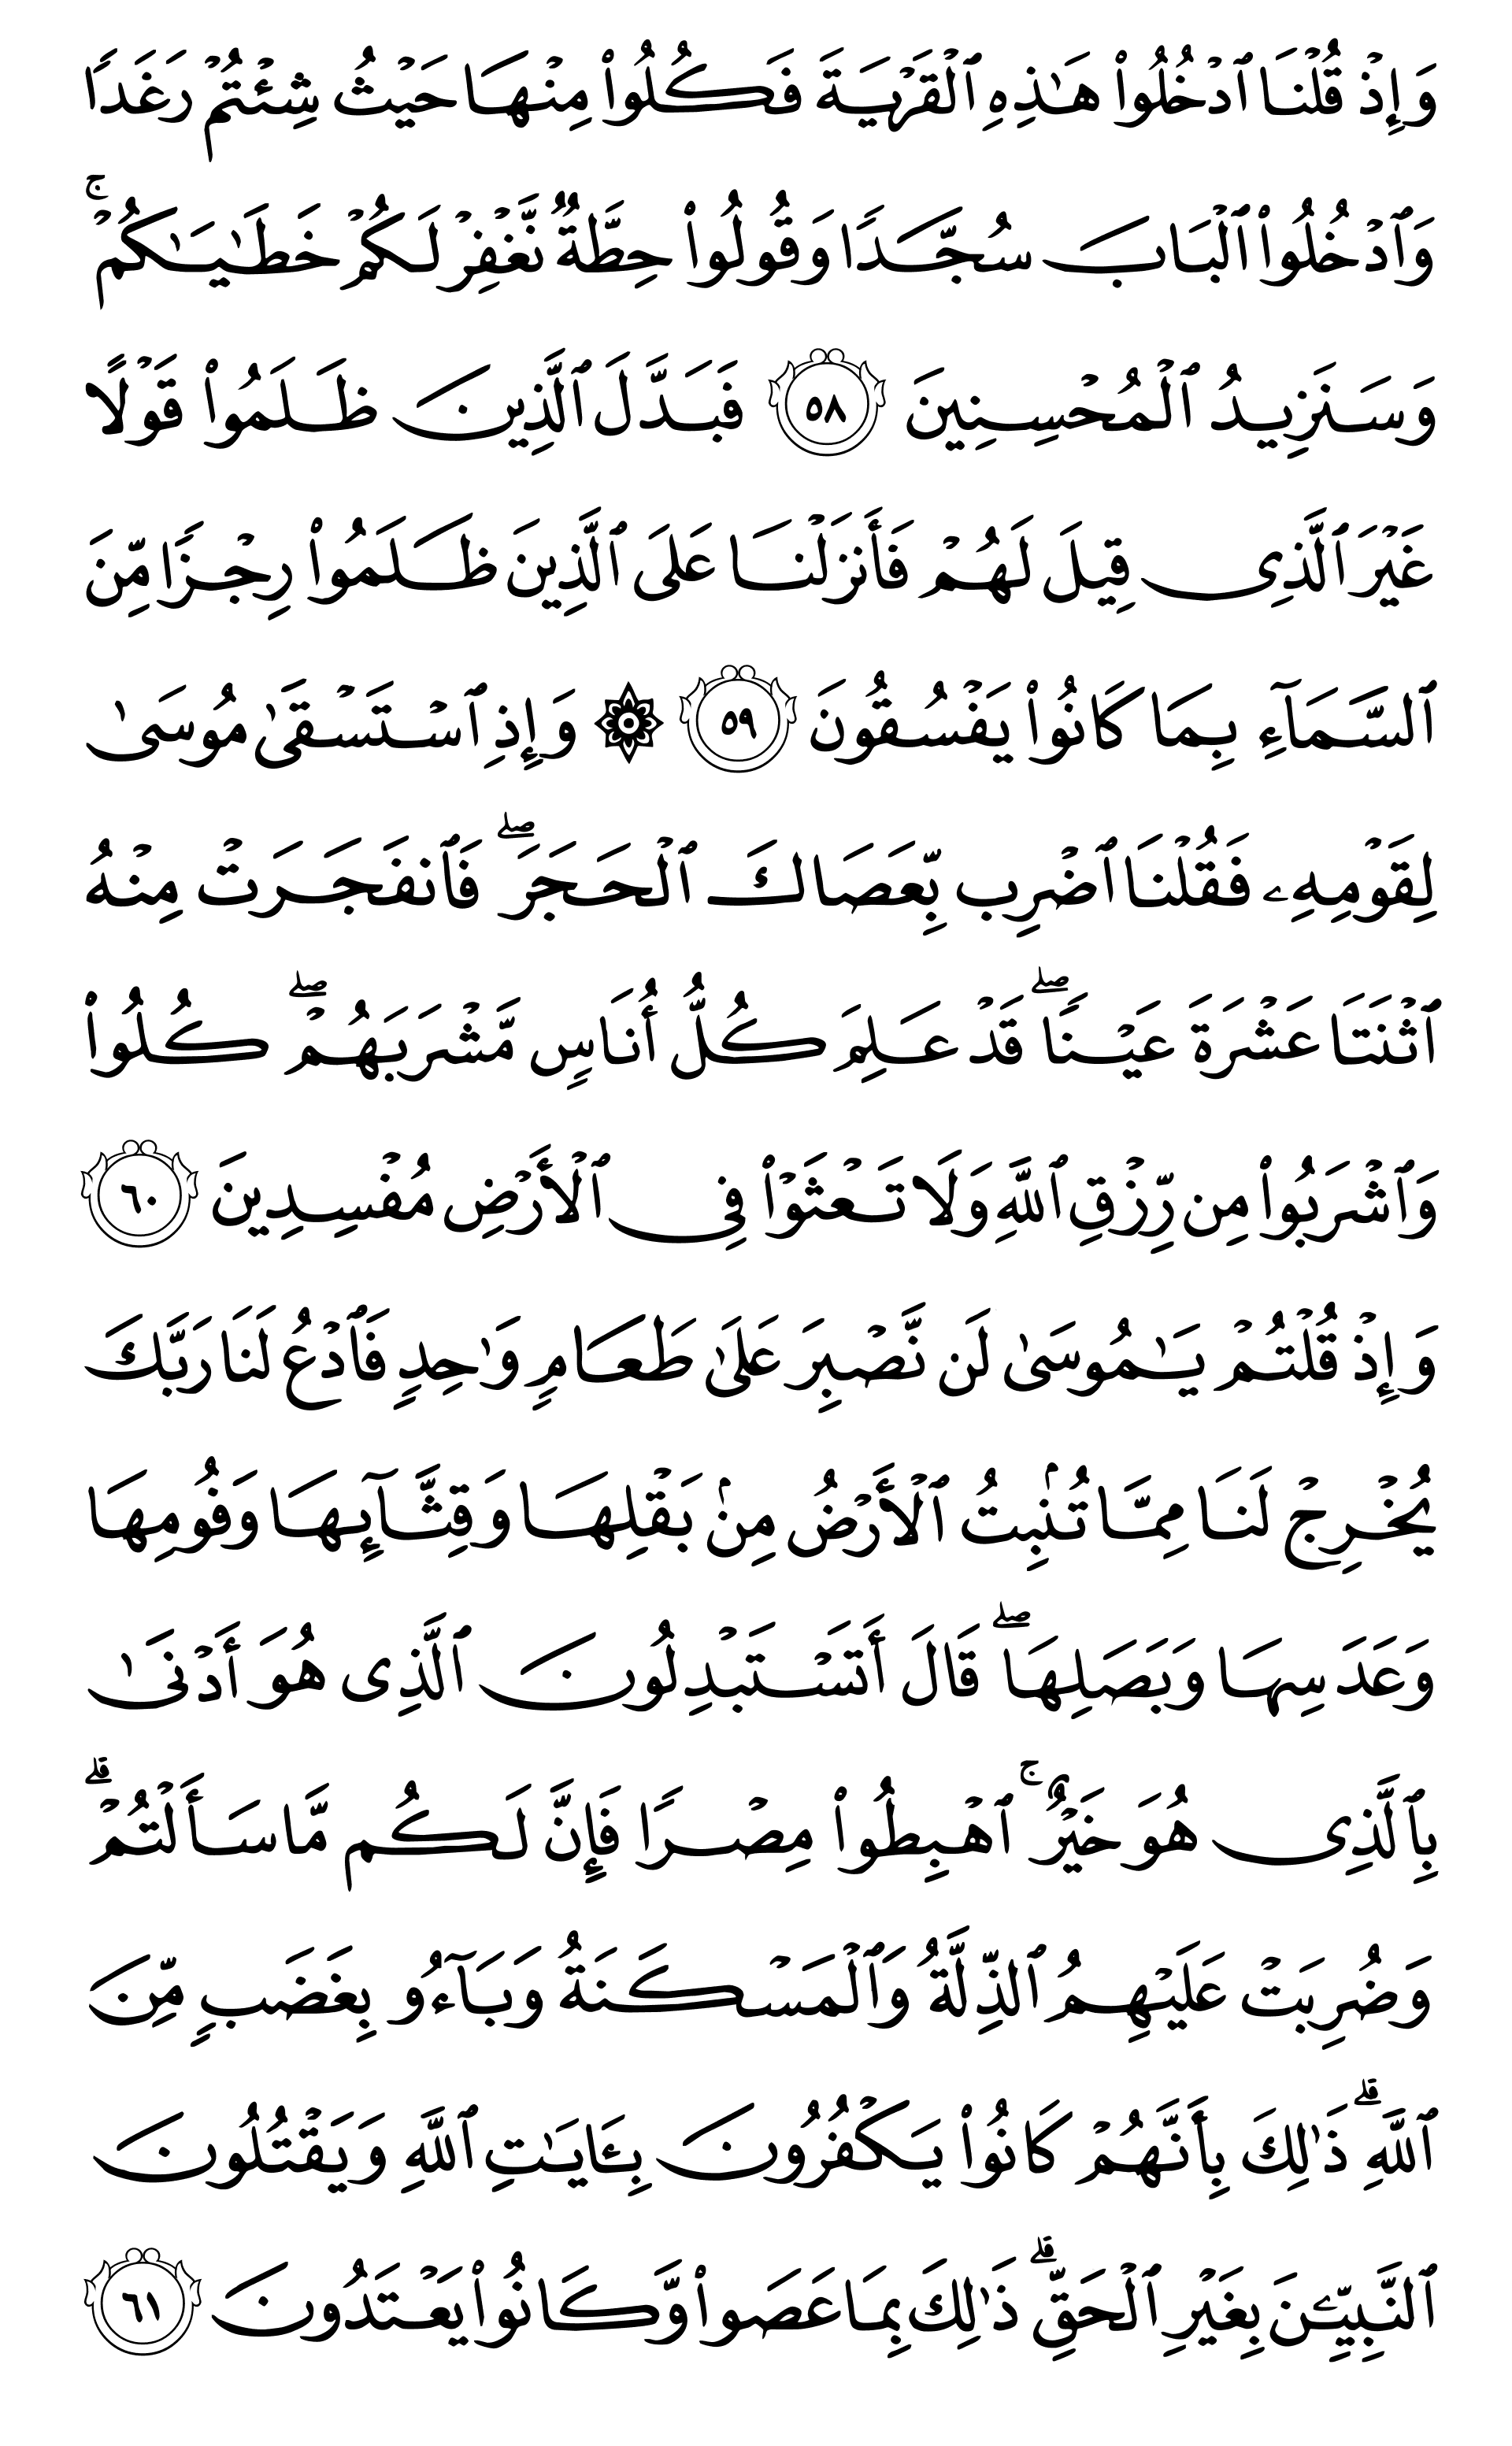 وَإِذۡ قُلۡنَا ٱدۡخُلُواْ هَٰذِهِ ٱلۡقَرۡيَةَ فَكُلُواْ مِنۡهَا حَيۡثُ شِئۡتُمۡ رَغَدٗا
وَٱدۡخُلُواْ ٱلۡبَابَ سُجَّدٗا وَقُولُواْ حِطَّةٞ نَّغۡفِرۡ لَكُمۡ خَطَٰيَٰكُمۡۚ
وَسَنَزِيدُ ٱلۡمُحۡسِنِينَ ٥٨ فَبَدَّلَ ٱلَّذِينَ ظَلَمُواْ قَوۡلًا
غَيۡرَ ٱلَّذِي قِيلَ لَهُمۡ فَأَنزَلۡنَا عَلَى ٱلَّذِينَ ظَلَمُواْ رِجۡزٗا مِّنَ
ٱلسَّمَآءِ بِمَا كَانُواْ يَفۡسُقُونَ ٥٩ ۞ وَإِذِ ٱسۡتَسۡقَىٰ مُوسَىٰ
لِقَوۡمِهِۦ فَقُلۡنَا ٱضۡرِب بِّعَصَاكَ ٱلۡحَجَرَۖ فَٱنفَجَرَتۡ مِنۡهُ
ٱثۡنَتَا عَشۡرَةَ عَيۡنٗاۖ قَدۡ عَلِمَ كُلُّ أُنَاسٖ مَّشۡرَبَهُمۡۖ كُلُواْ
وَٱشۡرَبُواْ مِن رِّزۡقِ ٱللَّهِ وَلَا تَعۡثَوۡاْ فِي ٱلۡأَرۡضِ مُفۡسِدِينَ ٦٠
وَإِذۡ قُلۡتُمۡ يَٰمُوسَىٰ لَن نَّصۡبِرَ عَلَىٰ طَعَامٖ وَٰحِدٖ فَٱدۡعُ لَنَا رَبَّكَ
يُخۡرِجۡ لَنَا مِمَّا تُنۢبِتُ ٱلۡأَرۡضُ مِنۢ بَقۡلِهَا وَقِثَّآئِهَا وَفُومِهَا
وَعَدَسِهَا وَبَصَلِهَاۖ قَالَ أَتَسۡتَبۡدِلُونَ ٱلَّذِي هُوَ أَدۡنَىٰ
بِٱلَّذِي هُوَ خَيۡرٌۚ ٱهۡبِطُواْ مِصۡرٗا فَإِنَّ لَكُم مَّا سَأَلۡتُمۡۗ
وَضُرِبَتۡ عَلَيۡهِمُ ٱلذِّلَّةُ وَٱلۡمَسۡكَنَةُ وَبَآءُو بِغَضَبٖ مِّنَ
ٱللَّهِۗ ذَٰلِكَ بِأَنَّهُمۡ كَانُواْ يَكۡفُرُونَ بِـَٔايَٰتِ ٱللَّهِ وَيَقۡتُلُونَ
ٱلنَّبِيِّـۧنَ بِغَيۡرِ ٱلۡحَقِّۗ ذَٰلِكَ بِمَا عَصَواْ وَّكَانُواْ يَعۡتَدُونَ ٦١